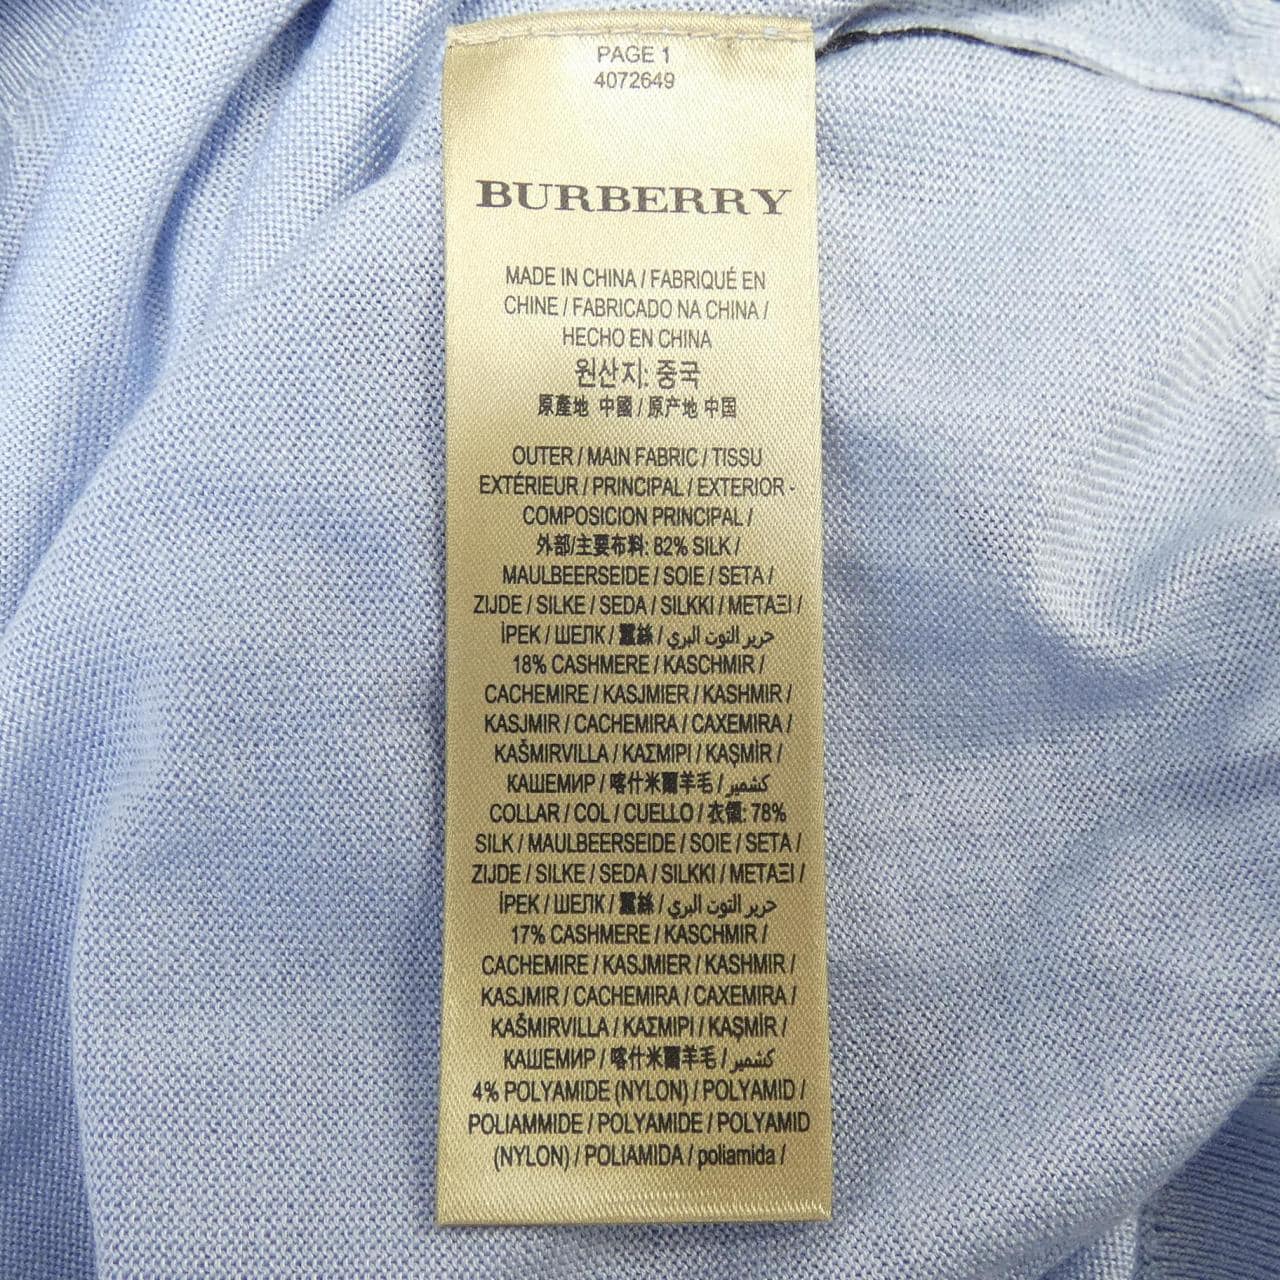 PAGE 1
4072649
BURBERRY
MADE IN CHINA / FABRIQUÉ EN
CHINE / FABRICADO NA CHINA /
HECHO EN CHINA
원산지: 중국
原產地 中國 / 原产地 中国
OUTER / MAIN FABRIC / TISSU
EXTÉRIEUR / PRINCIPAL / EXTERIOR -
COMPOSICION PRINCIPAL /
外部/主要布料: 82% SILK /
MAULBEERSEIDE / SOIE / SETA /
ZIJDE / SILKE / SEDA / SILKKI / ΜΕΤΑΞΙ /
İPEK / ШЕЛК / 蠶絲 / حرير التوت البري /
18% CASHMERE / KASCHMIR /
CACHEMIRE / KASJMIER / KASHMIR /
KASJMIR / CACHEMIRA / CAXEMIRA /
KAŠMIRVILLA / ΚΑΣΜΙΡΙ / KAŞMİR /
КАШЕМИР / 喀什米爾羊毛 / كشمير /
COLLAR / COL / CUELLO / 衣領: 78%
SILK / MAULBEERSEIDE / SOIE / SETA /
ZIJDE / SILKE / SEDA / SILKKI / ΜΕΤΑΞΙ /
İPEK / ШЕЛК / 蠶絲 / حرير التوت البري /
17% CASHMERE / KASCHMIR /
CACHEMIRE / KASJMIER / KASHMIR /
KASJMIR / CACHEMIRA / CAXEMIRA /
KAŠMIRVILLA / ΚΑΣΜΙΡΙ / KAŞMİR /
КАШЕМИР / 喀什米爾羊毛 / كشمير /
4% POLYAMIDE (NYLON) / POLYAMID /
POLIAMMIDE / POLYAMIDE / POLYAMID
(NYLON) / POLIAMIDA / poliamida /